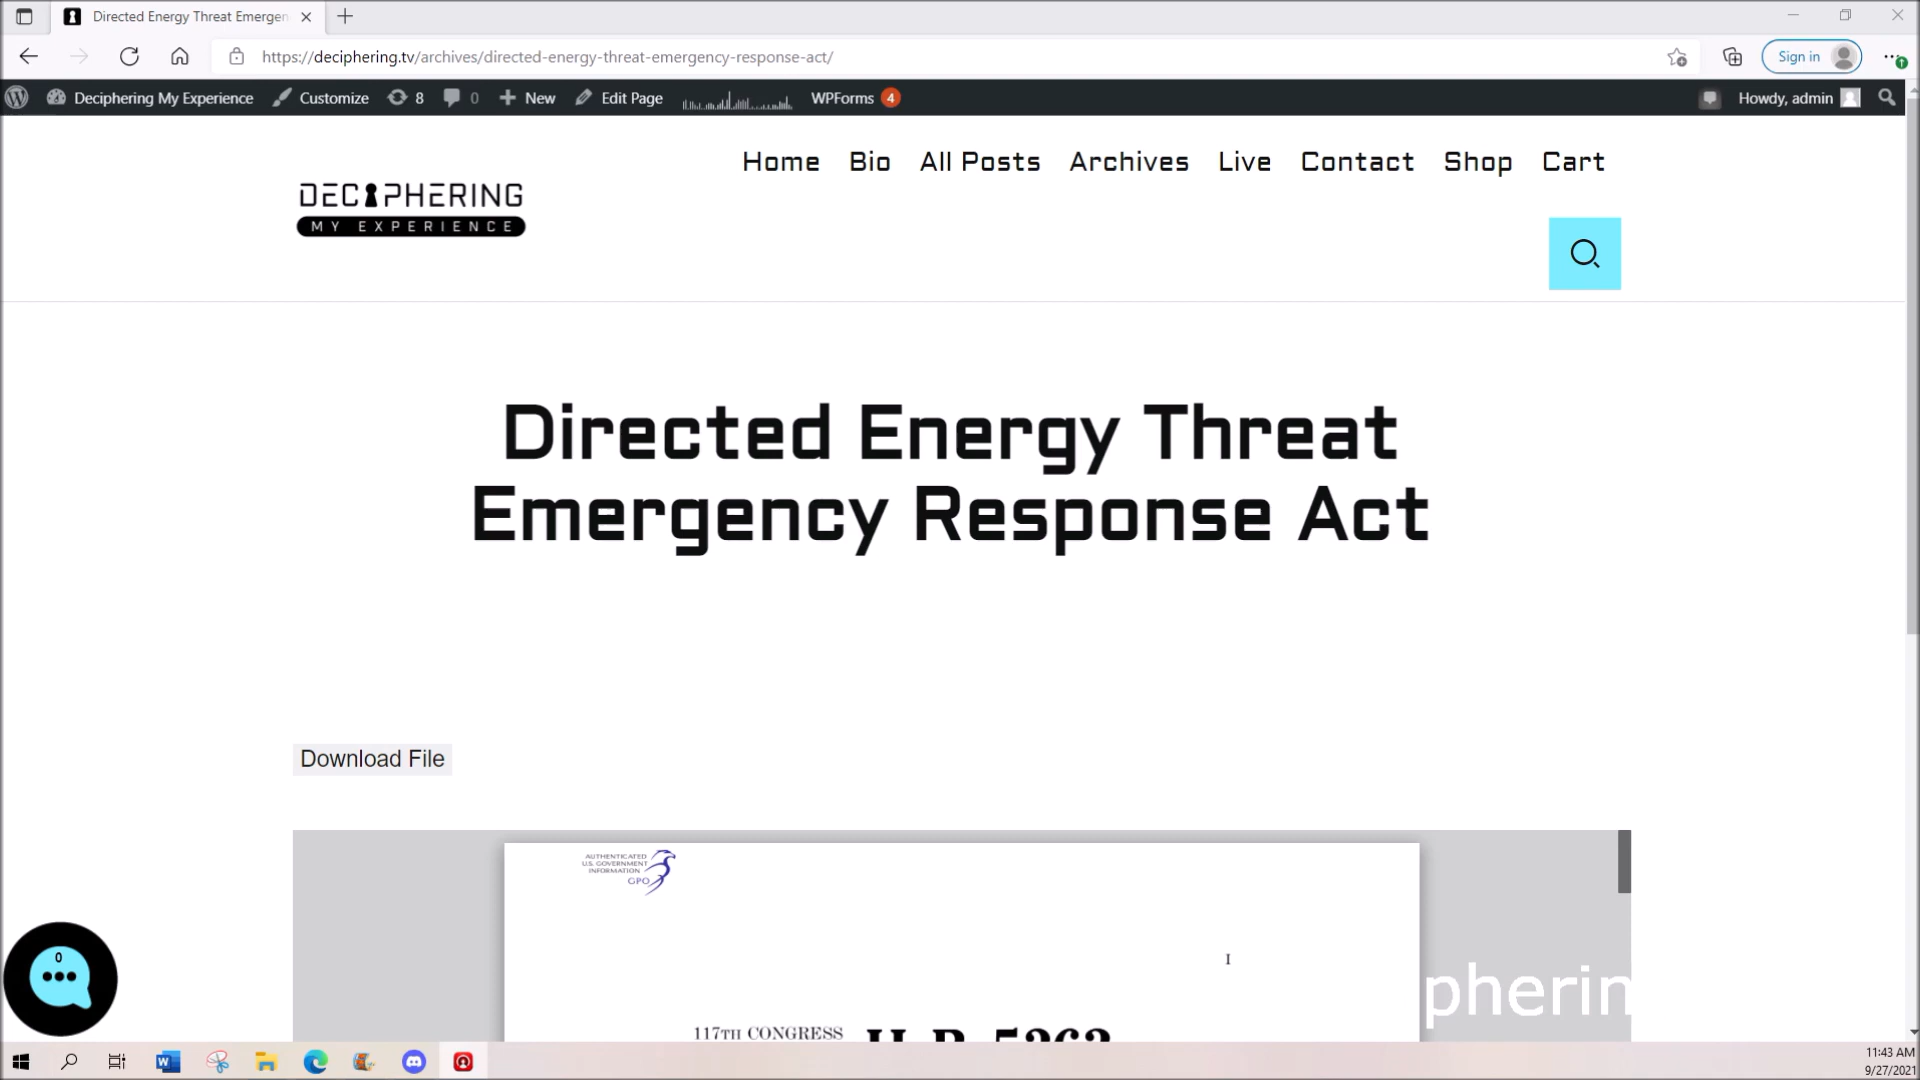 Directed Energy Threat Emergen
https://deciphering.tv/archives/directed-energy-threat-emergency-response-act/
Sign in
Deciphering My Experience Customize 8 0 New Edit Page WPForms 4 Howdy, admin
Home Bio All Posts Archives Live Contact Shop Cart
DECIPHERING
MY EXPERIENCE
Directed Energy Threat
Emergency Response Act
Download File
AUTHENTICATED
U.S. GOVERNMENT
INFORMATION
GPO
I
0
pherin
117TH CONGRESS
H. R. 5262
11:43 AM
9/27/2021